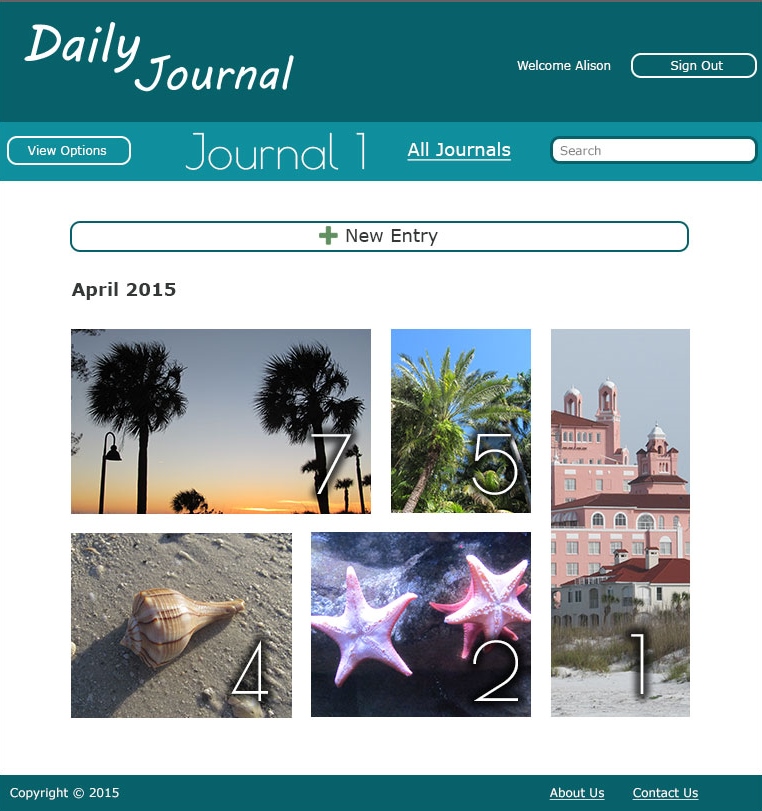 Daily
Journal
Welcome Alison
Sign Out
View Options
Journal 1
All Journals
Search
New Entry
April 2015
7
5
4
2
1
Copyright © 2015
About Us
Contact Us